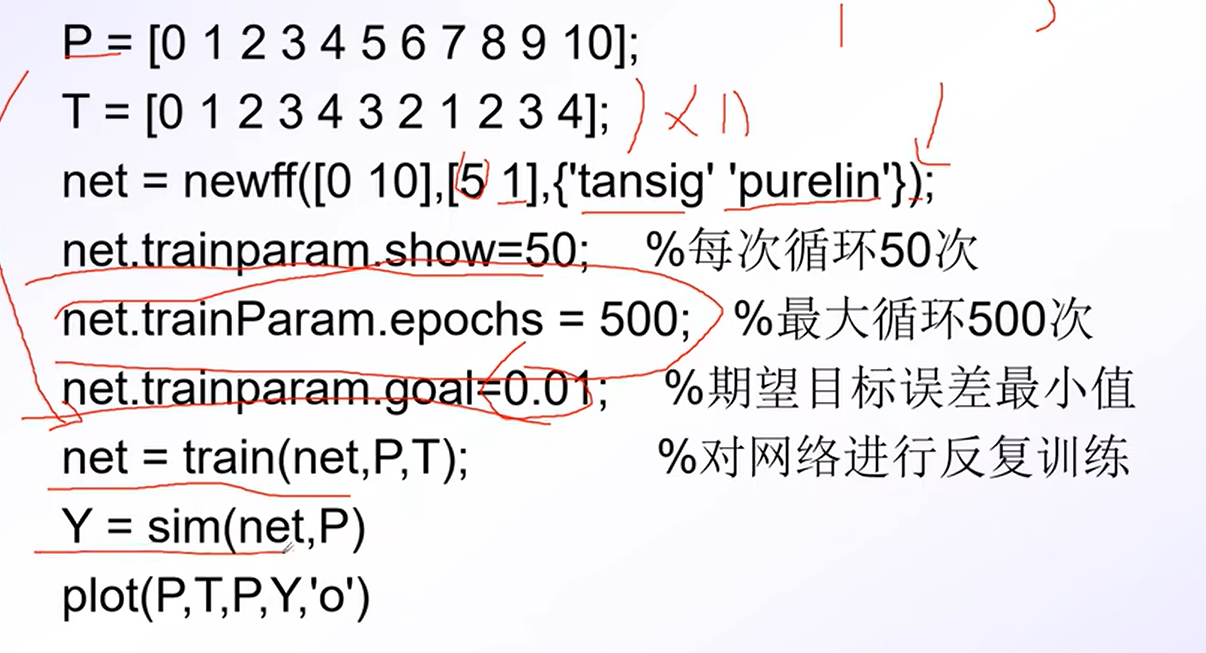 P = [0 1 2 3 4 5 6 7 8 9 10];
T = [0 1 2 3 4 3 2 1 2 3 4];
net = newff([0 10],[5 1],{'tansig' 'purelin'});
net.trainparam.show=50; %每次循环50次
net.trainParam.epochs = 500; %最大循环500次
net.trainparam.goal=0.01; %期望目标误差最小值
net = train(net,P,T); %对网络进行反复训练
Y = sim(net,P)
plot(P,T,P,Y,'o')